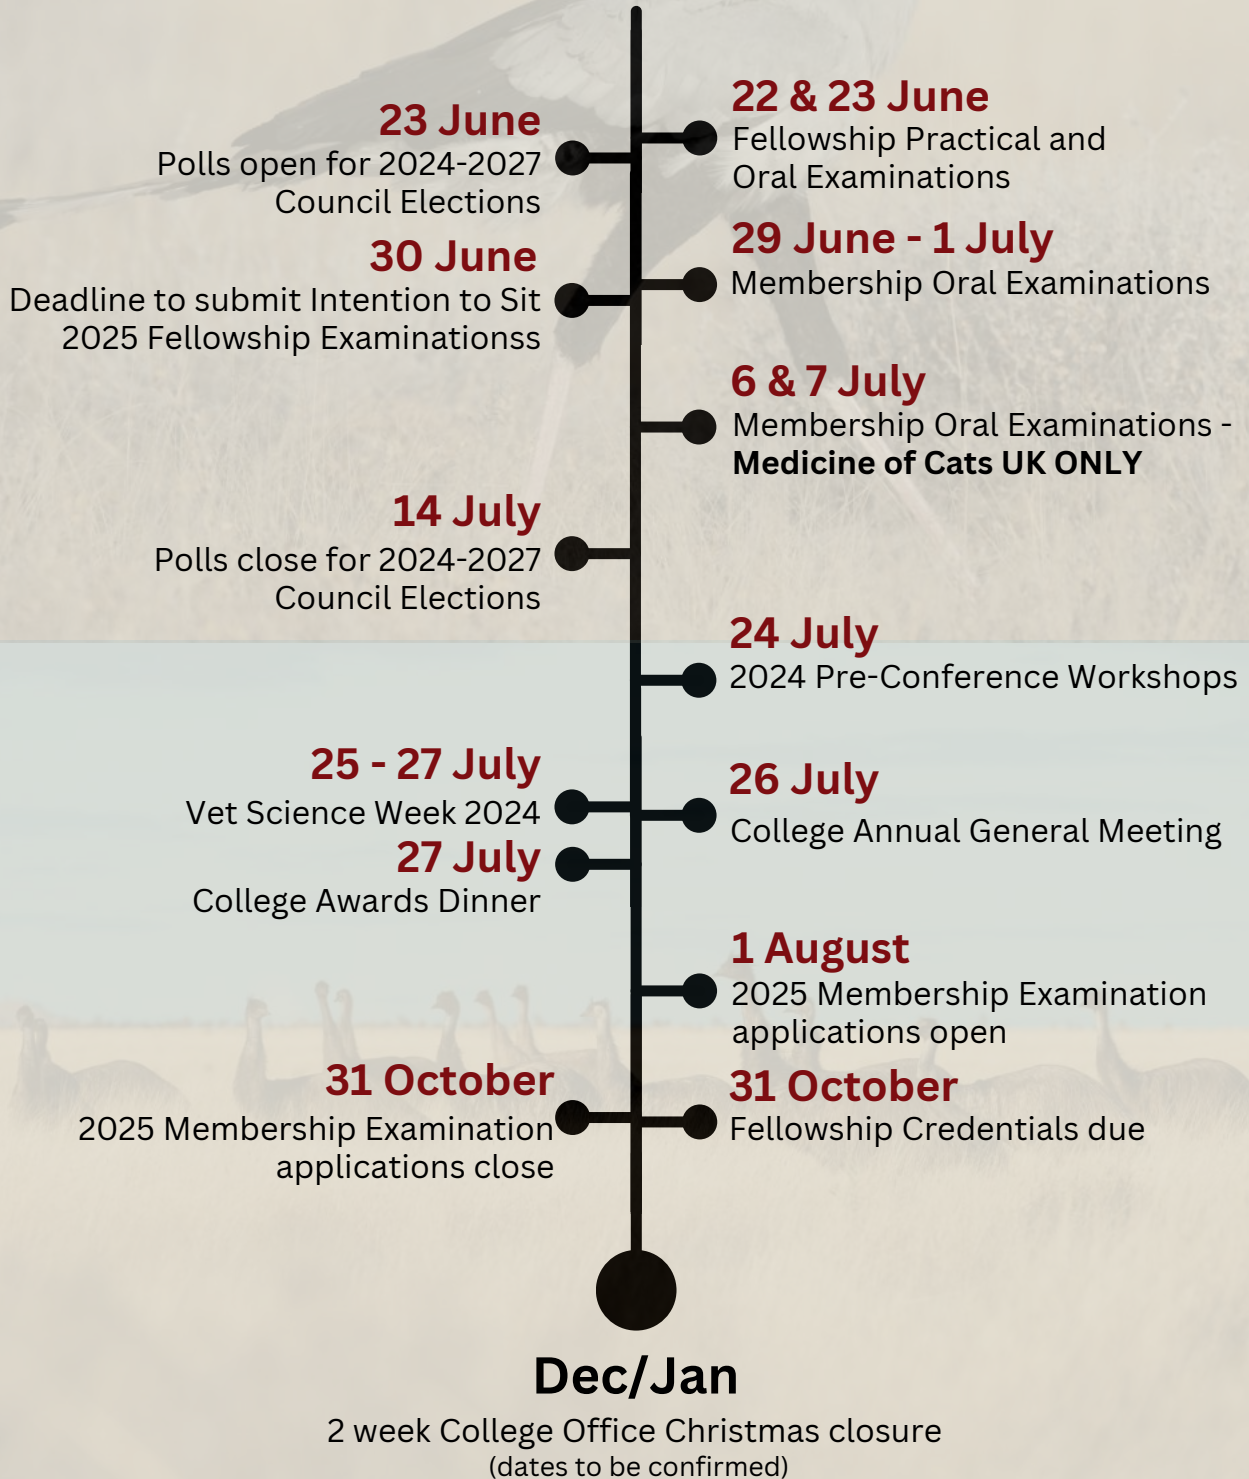 22 & 23 June
Fellowship Practical and
Oral Examinations
23 June
Polls open for 2024-2027
Council Elections
29 June - 1 July
Membership Oral Examinations
30 June
Deadline to submit Intention to Sit
2025 Fellowship Examinationss
6 & 7 July
Membership Oral Examinations -
Medicine of Cats UK ONLY
14 July
Polls close for 2024-2027
Council Elections
24 July
2024 Pre-Conference Workshops
25 - 27 July
Vet Science Week 2024
26 July
College Annual General Meeting
27 July
College Awards Dinner
1 August
2025 Membership Examination
applications open
31 October
2025 Membership Examination
applications close
31 October
Fellowship Credentials due
Dec/Jan
2 week College Office Christmas closure
(dates to be confirmed)